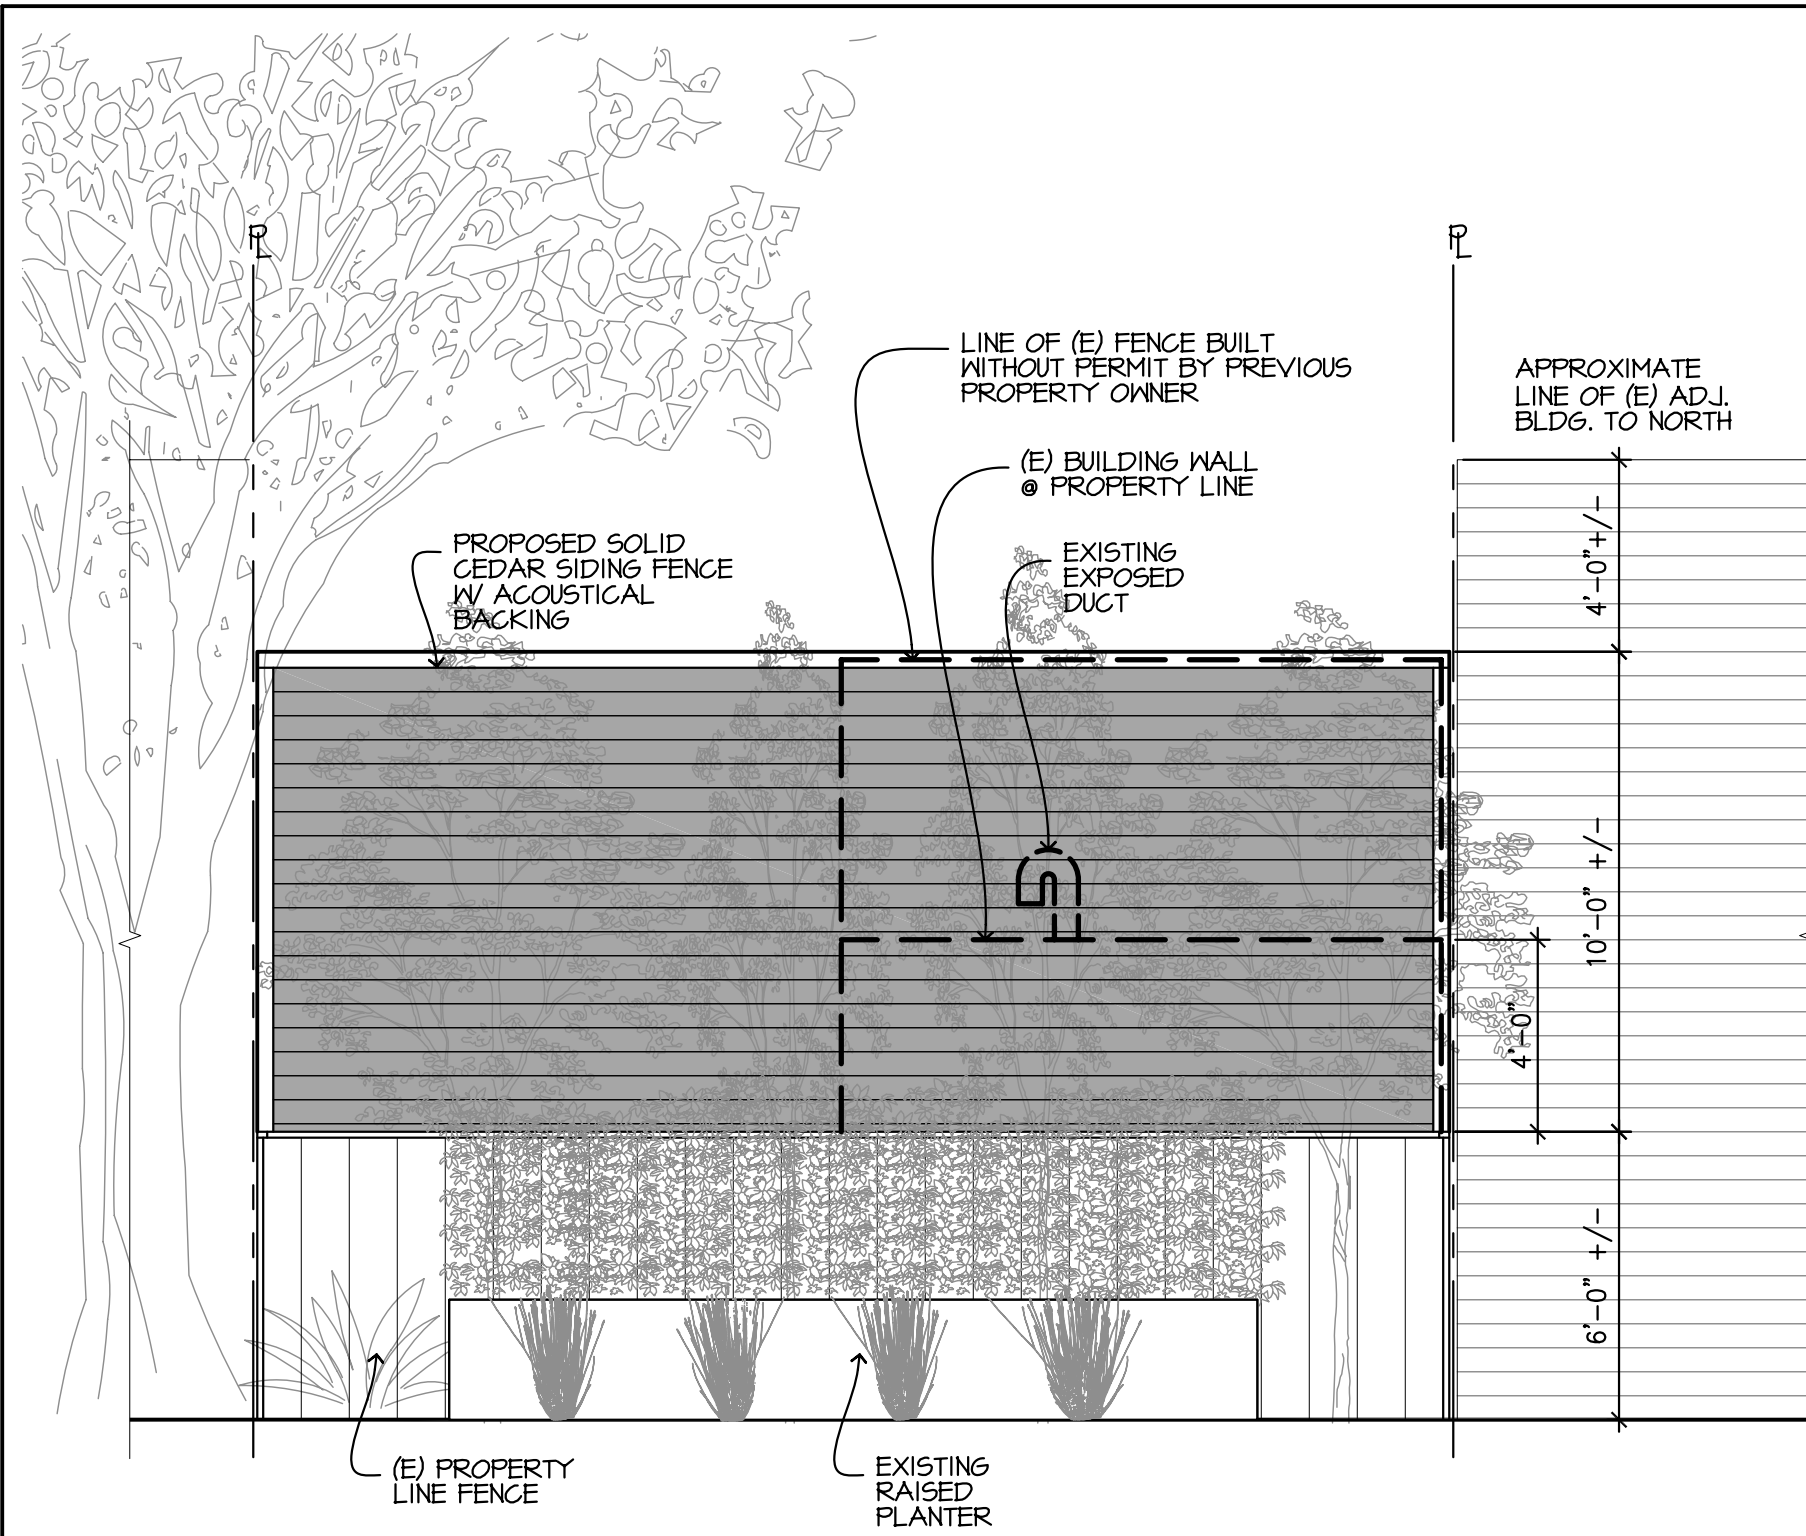 PL
PL
LINE OF (E) FENCE BUILT
WITHOUT PERMIT BY PREVIOUS
PROPERTY OWNER
APPROXIMATE
LINE OF (E) ADJ.
BLDG. TO NORTH
(E) BUILDING WALL
@ PROPERTY LINE
PROPOSED SOLID
CEDAR SIDING FENCE
W/ ACOUSTICAL
BACKING
EXISTING
EXPOSED
DUCT
4'-0"+/-
10'-0" +/-
4'-0"
6'-0" +/-
(E) PROPERTY
LINE FENCE
EXISTING
RAISED
PLANTER